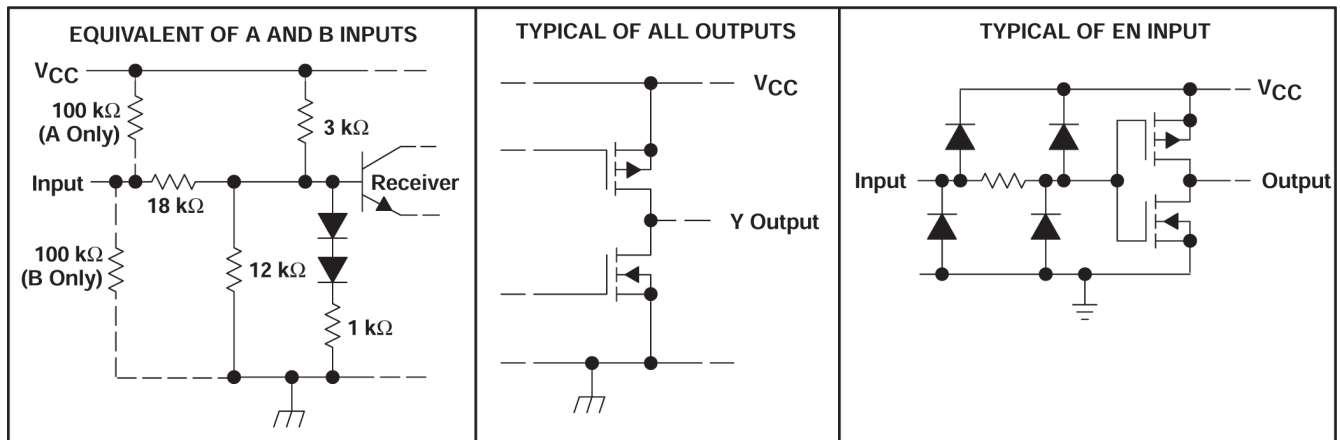 EQUIVALENT OF A AND B INPUTS
VCC
100 kΩ
(A Only)
3 kΩ
Input
18 kΩ
Receiver
100 kΩ
(B Only)
12 kΩ
1 kΩ
TYPICAL OF ALL OUTPUTS
VCC
Y Output
TYPICAL OF EN INPUT
VCC
Input
Output